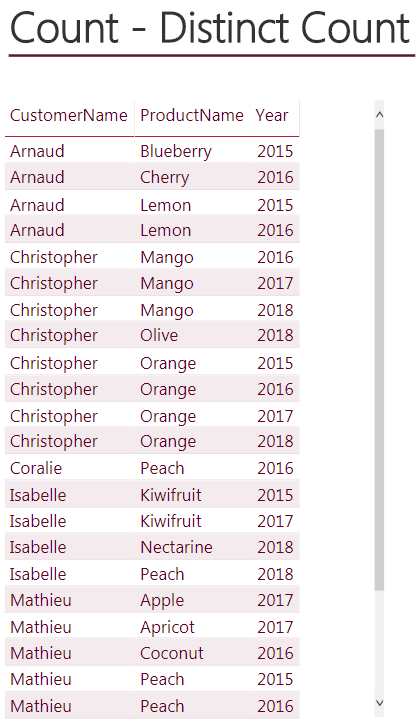 Count - Distinct Count
CustomerName ProductName Year
Arnaud Blueberry 2015
Arnaud Cherry 2016
Arnaud Lemon 2015
Arnaud Lemon 2016
Christopher Mango 2016
Christopher Mango 2017
Christopher Mango 2018
Christopher Olive 2018
Christopher Orange 2015
Christopher Orange 2016
Christopher Orange 2017
Christopher Orange 2018
Coralie Peach 2016
Isabelle Kiwifruit 2015
Isabelle Kiwifruit 2017
Isabelle Nectarine 2018
Isabelle Peach 2018
Mathieu Apple 2017
Mathieu Apricot 2017
Mathieu Coconut 2016
Mathieu Peach 2015
Mathieu Peach 2016